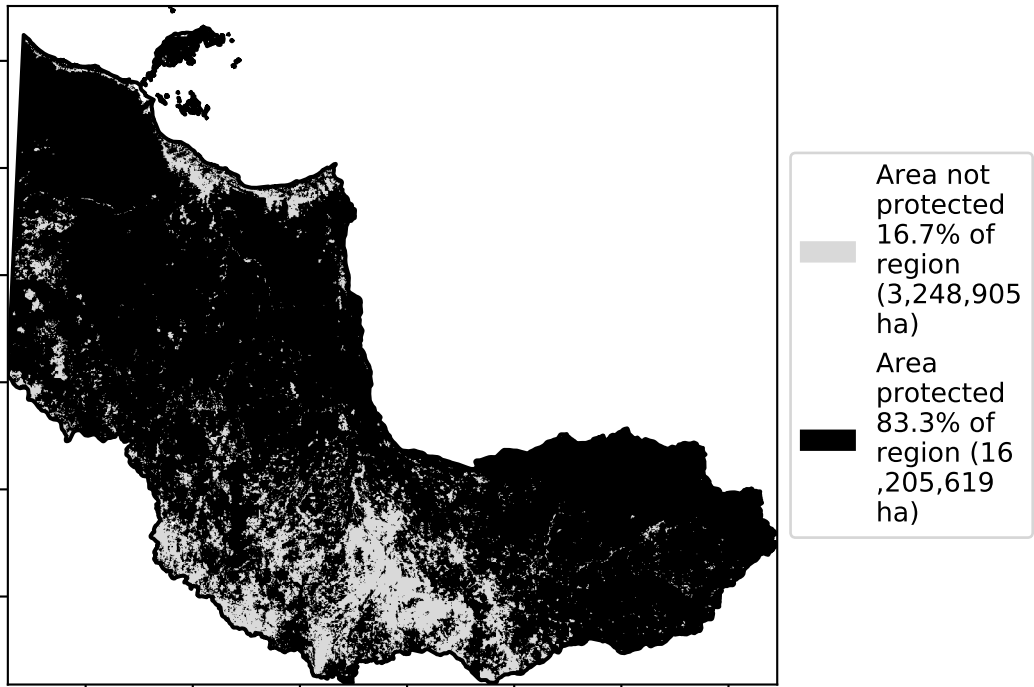 Area not
protected
16.7% of
region
(3,248,905
ha)
Area
protected
83.3% of
region (16
,205,619
ha)